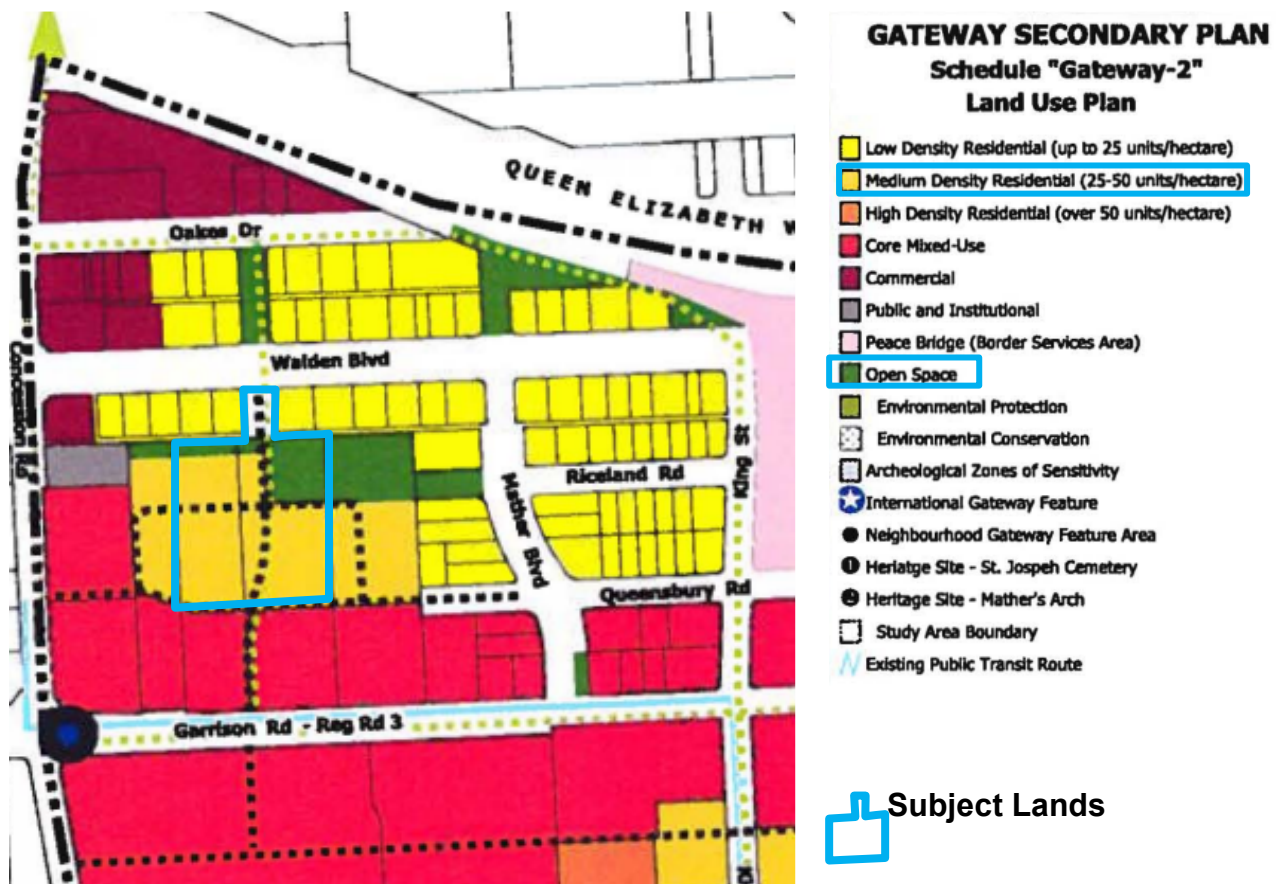 GATEWAY SECONDARY PLAN
Schedule "Gateway-2"
Land Use Plan
Low Density Residential (up to 25 units/hectare)
Medium Density Residential (25-50 units/hectare)
High Density Residential (over 50 units/hectare)
Core Mixed-Use
Commercial
Public and Institutional
Peace Bridge (Border Services Area)
Open Space
Environmental Protection
Environmental Conservation
Archeological Zones of Sensitivity
International Gateway Feature
Neighbourhood Gateway Feature Area
Heriatge Site - St. Jospeh Cemetery
Heritage Site - Mather's Arch
Study Area Boundary
Existing Public Transit Route
Subject Lands
QUEEN ELIZABETH W
Oakes Dr
Walden Blvd
Concession Rd
Riceland Rd
King St
Mather Blvd
Queensbury Rd
Garrison Rd - Reg Rd 3